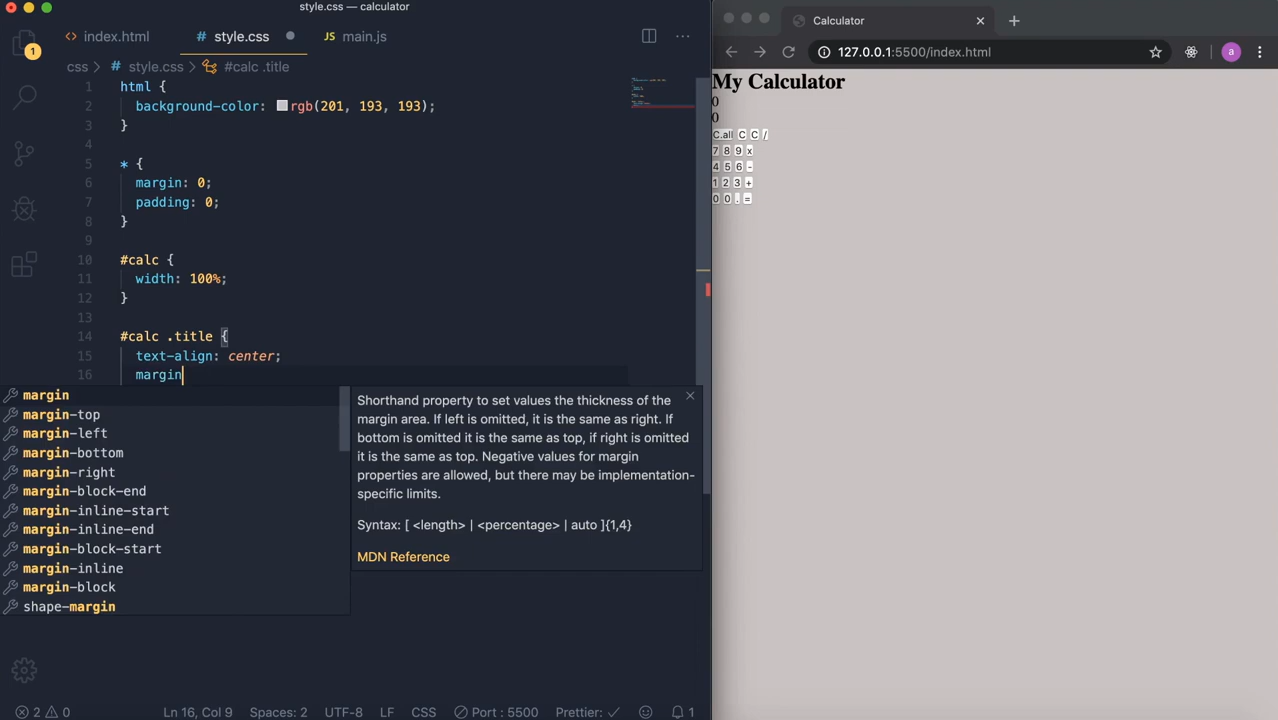 style.css — calculator
index.html
style.css
main.js
1
css > # style.css > #calc .title
1 html {
2 background-color: rgb(201, 193, 193);
3 }
4
5 * {
6 margin: 0;
7 padding: 0;
8 }
9
10 #calc {
11 width: 100%;
12 }
13
14 #calc .title {
15 text-align: center;
16 margin
margin
margin-top
margin-left
margin-bottom
margin-right
margin-block-end
margin-inline-start
margin-inline-end
margin-block-start
margin-inline
margin-block
shape-margin
Shorthand property to set values the thickness of the
margin area. If left is omitted, it is the same as right. If
bottom is omitted it is the same as top, if right is omitted
it is the same as top. Negative values for margin
properties are allowed, but there may be implementation-
specific limits.
Syntax: [ <length> | <percentage> | auto ]{1,4}
MDN Reference
2 0 Ln 16, Col 9 Spaces: 2 UTF-8 LF CSS Port : 5500 Prettier: ✓ 1
Calculator
127.0.0.1:5500/index.html
a
My Calculator
0
0
C.all C C /
7 8 9 x
4 5 6 -
1 2 3 +
0 0 . =